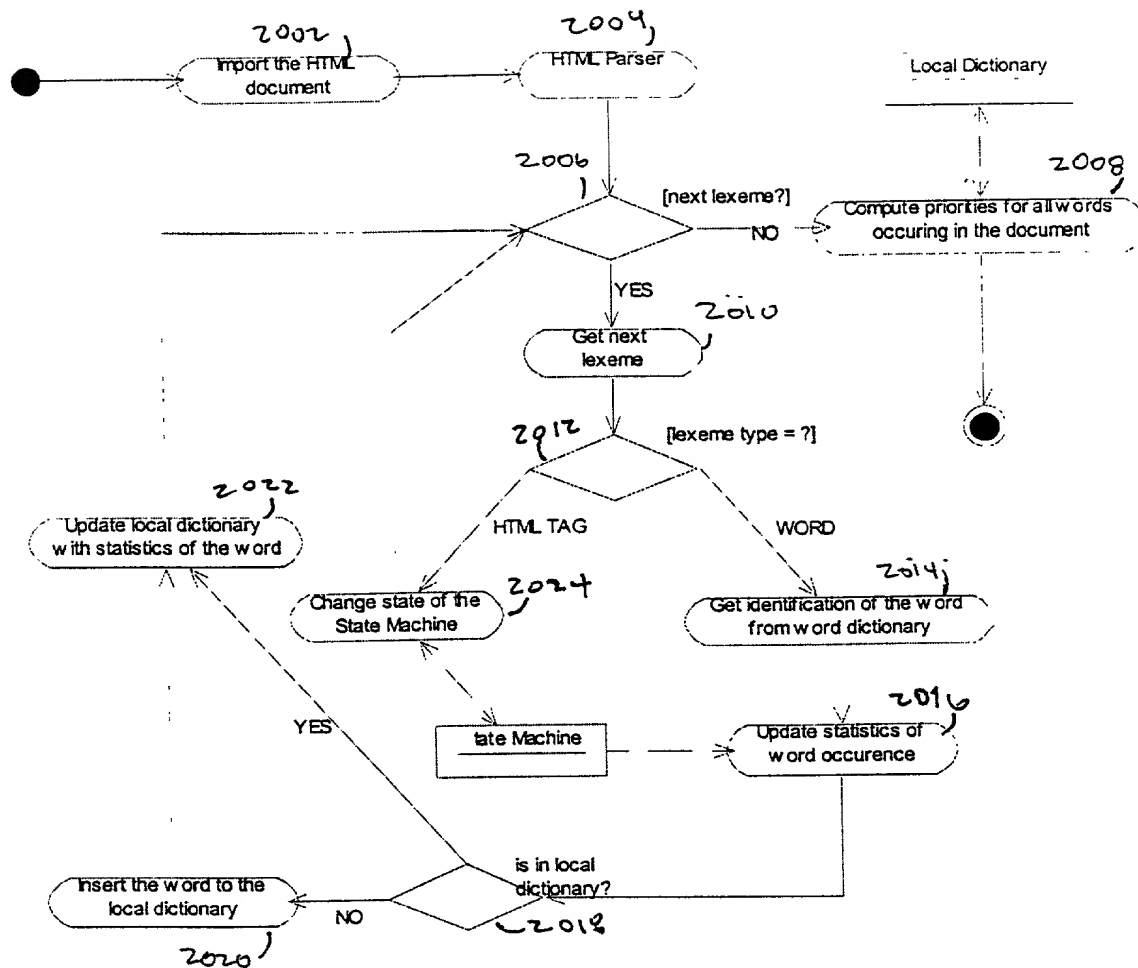 2002
Import the HTML
document
2004
HTML Parser
Local Dictionary
2006
[next lexeme?]
NO
2008
Compute priorities for all words
occuring in the document
YES
2010
Get next
lexeme
2012
[lexeme type = ?]
HTML TAG
WORD
2022
Update local dictionary
with statistics of the word
2024
Change state of the
State Machine
2014
Get identification of the word
from word dictionary
YES
tate Machine
2016
Update statistics of
word occurence
is in local
dictionary?
2018
NO
Insert the word to the
local dictionary
2020